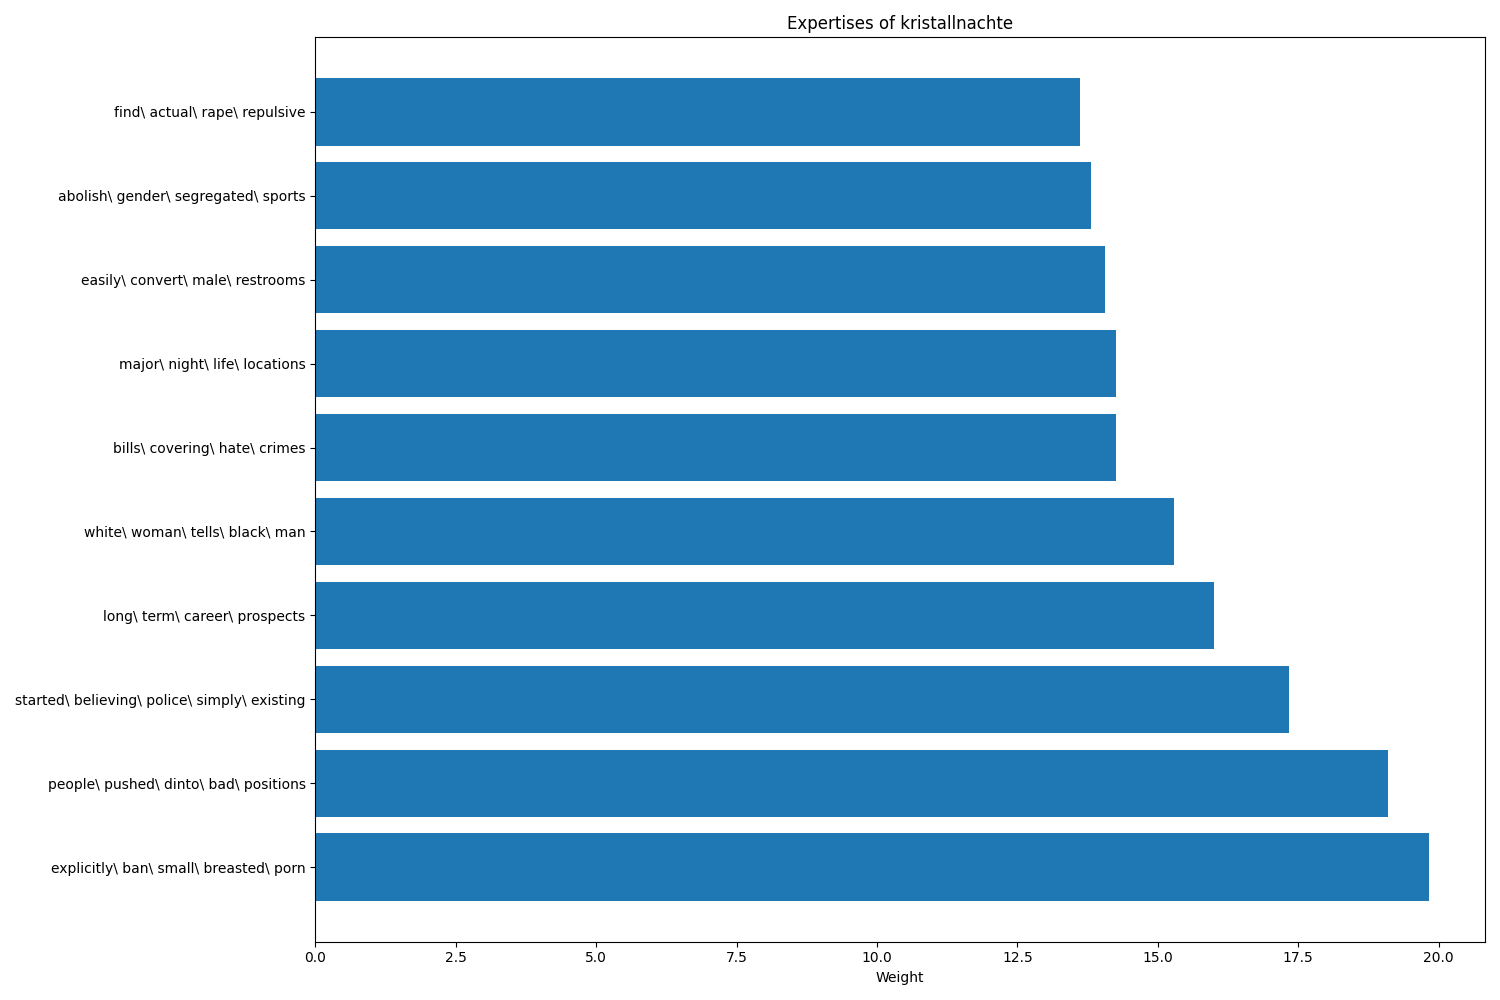 Expertises of kristallnachte
find\ actual\ rape\ repulsive
abolish\ gender\ segregated\ sports
easily\ convert\ male\ restrooms
major\ night\ life\ locations
bills\ covering\ hate\ crimes
white\ woman\ tells\ black\ man
long\ term\ career\ prospects
started\ believing\ police\ simply\ existing
people\ pushed\ dinto\ bad\ positions
explicitly\ ban\ small\ breasted\ porn
0.0 2.5 5.0 7.5 10.0 12.5 15.0 17.5 20.0
Weight